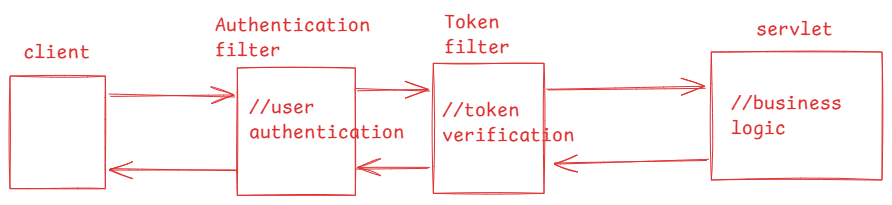 client
Authentication
filter
//user
authentication
Token
filter
//token
verification
servlet
//business
logic